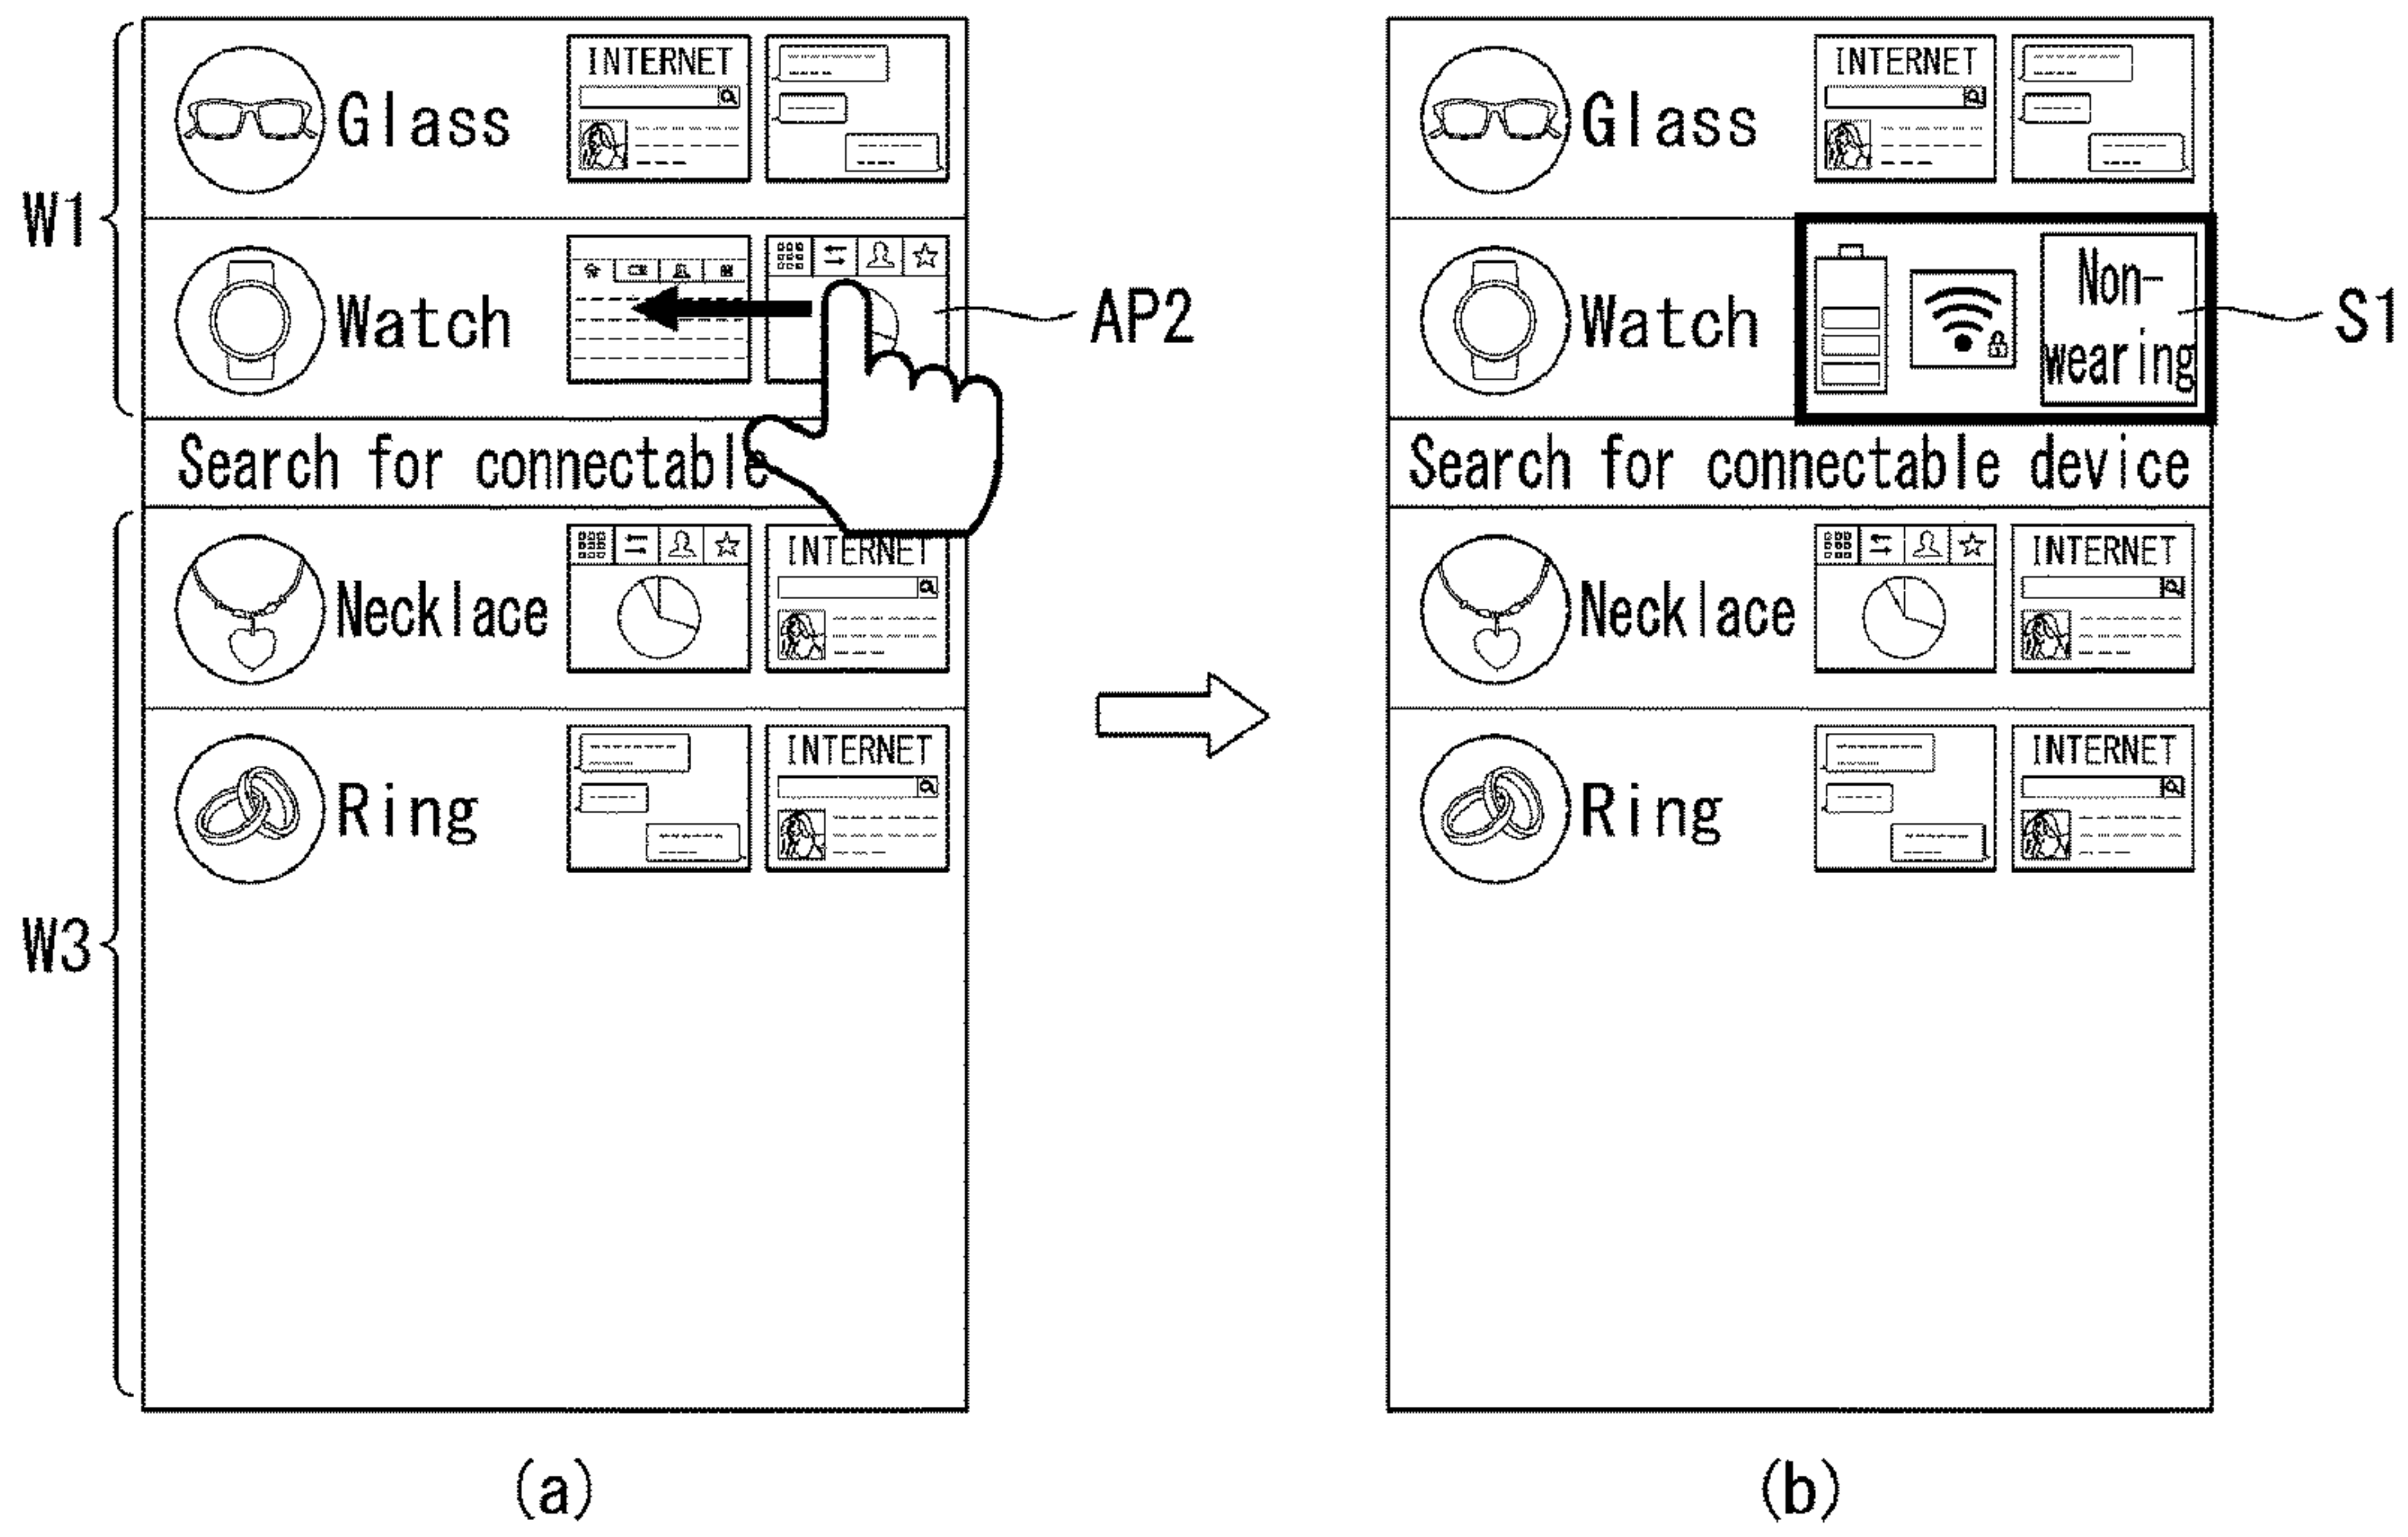 INTERNET
Glass
W1
Watch
AP2
Search for connectable
INTERNET
Necklace
INTERNET
Ring
W3
(a)
INTERNET
Glass
Non-
Watch
wearing
S1
Search for connectable device
INTERNET
Necklace
INTERNET
Ring
(b)